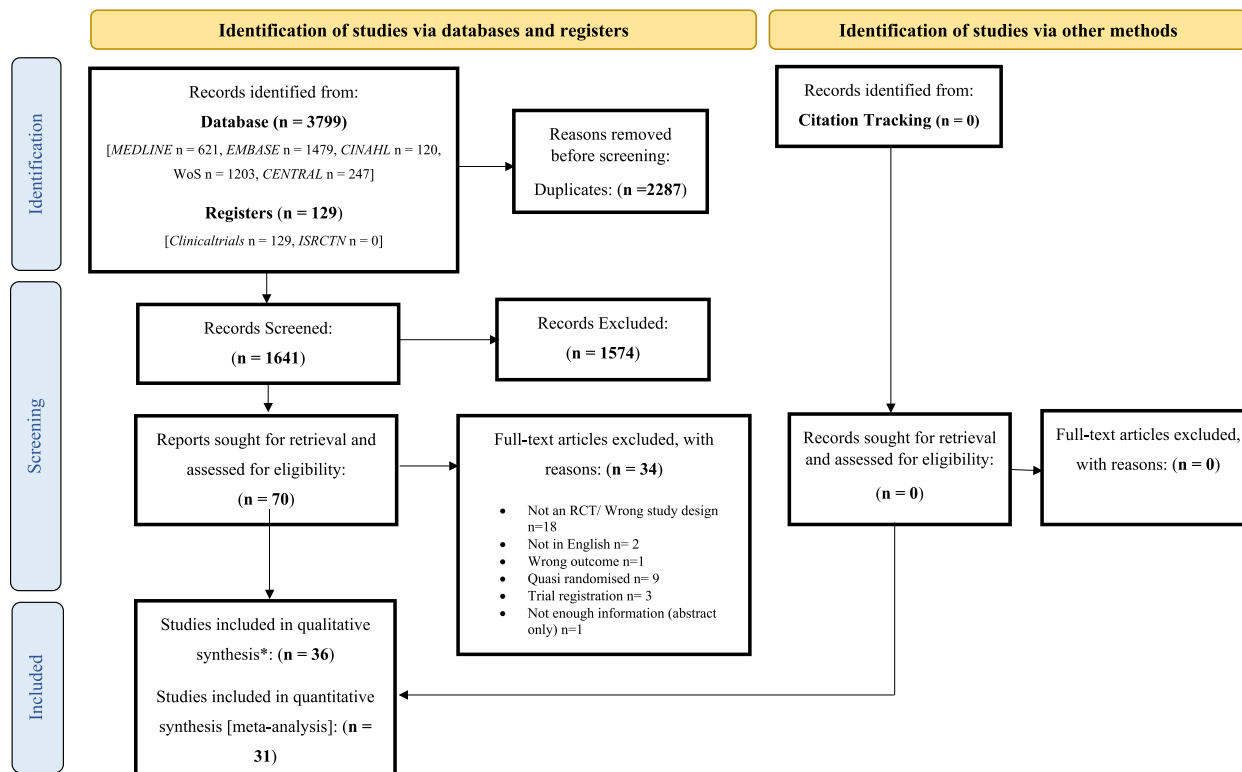 Identification of studies via databases and registers
Identification of studies via other methods
Identification
Records identified from:
Database (n = 3799)
[MEDLINE n = 621, EMBASE n = 1479, CINAHL n = 120,
WoS n = 1203, CENTRAL n = 247]
Registers (n = 129)
[Clinicaltrials n = 129, ISRCTN n = 0]
Reasons removed
before screening:
Duplicates: (n =2287)
Records identified from:
Citation Tracking (n = 0)
Screening
Records Screened:
(n = 1641)
Records Excluded:
(n = 1574)
Reports sought for retrieval and
assessed for eligibility:
(n = 70)
Full-text articles excluded, with
reasons: (n = 34)
• Not an RCT/ Wrong study design
n=18
• Not in English n= 2
• Wrong outcome n=1
• Quasi randomised n= 9
• Trial registration n= 3
• Not enough information (abstract
only) n=1
Records sought for retrieval
and assessed for eligibility:
(n = 0)
Full-text articles excluded,
with reasons: (n = 0)
Included
Studies included in qualitative
synthesis*: (n = 36)
Studies included in quantitative
synthesis [meta-analysis]: (n =
31)